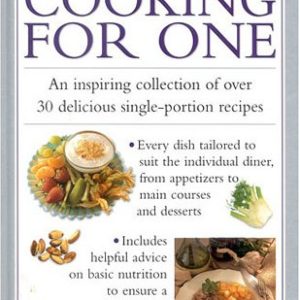 COOKING
FOR ONE
An inspiring collection of over
30 delicious single-portion recipes
• Every dish tailored to
suit the individual diner,
from appetizers to
main courses
and desserts
• Includes
helpful advice
on basic nutrition
to ensure a